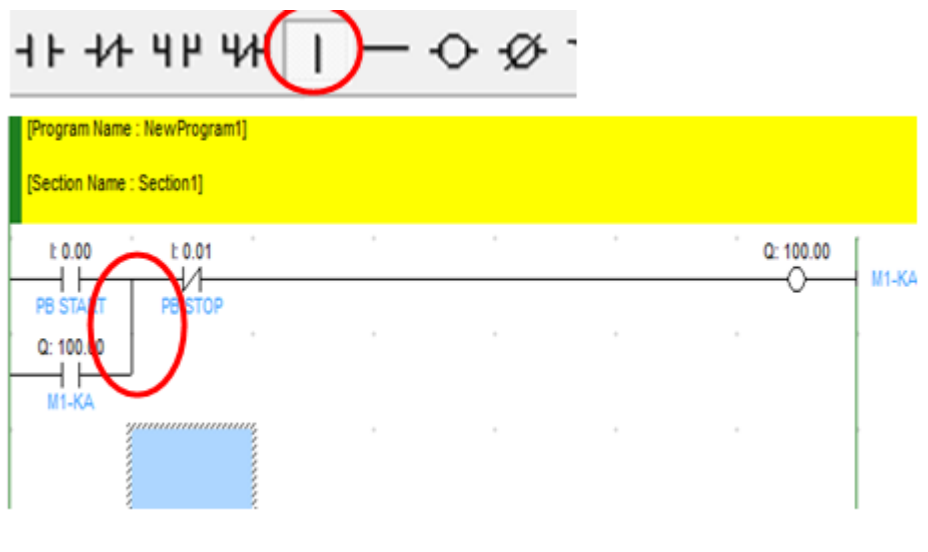 [Program Name : NewProgram1]
[Section Name : Section1]
I: 0.00
I: 0.01
Q: 100.00
PB START
PB STOP
M1-KA
Q: 100.00
M1-KA